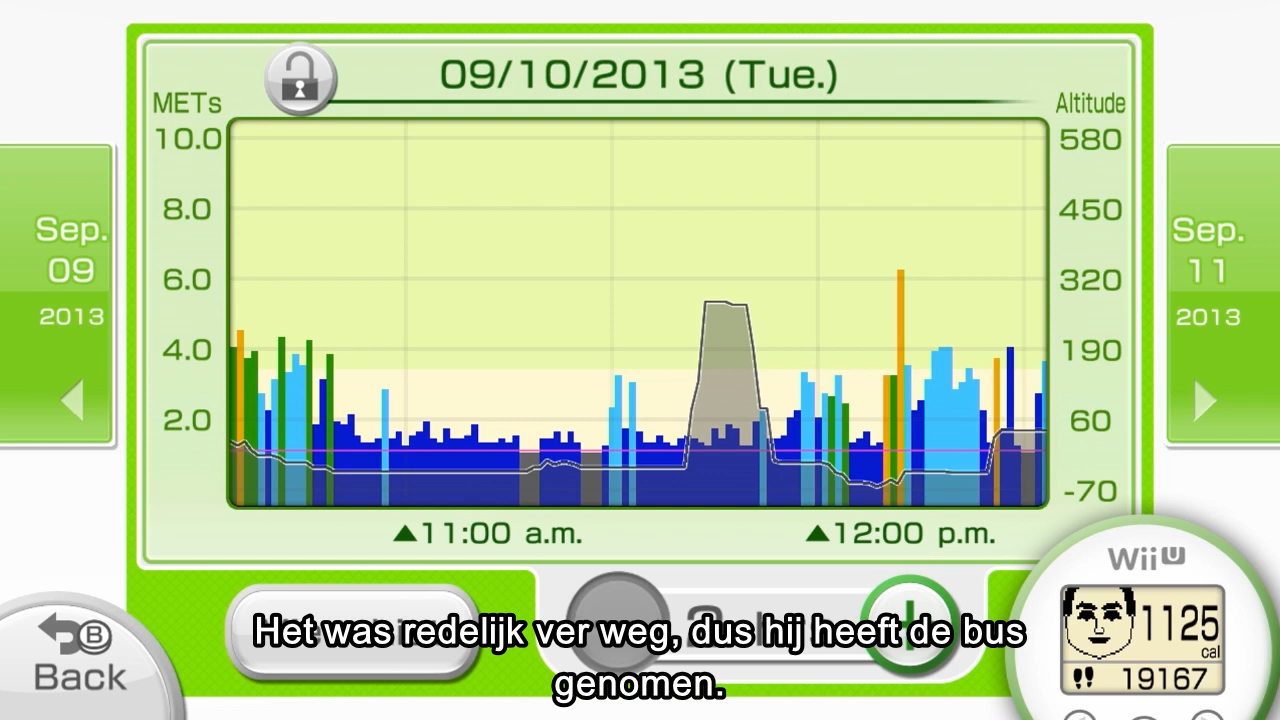 09/10/2013 (Tue.)
METs
Altitude
10.0
580
8.0
450
6.0
320
4.0
190
2.0
60
-70
▲11:00 a.m.
▲12:00 p.m.
Sep.
09
2013
Sep.
11
2013
B
Back
Wii U
1125
cal
19167
Het was redelijk ver weg, dus hij heeft de bus
genomen.